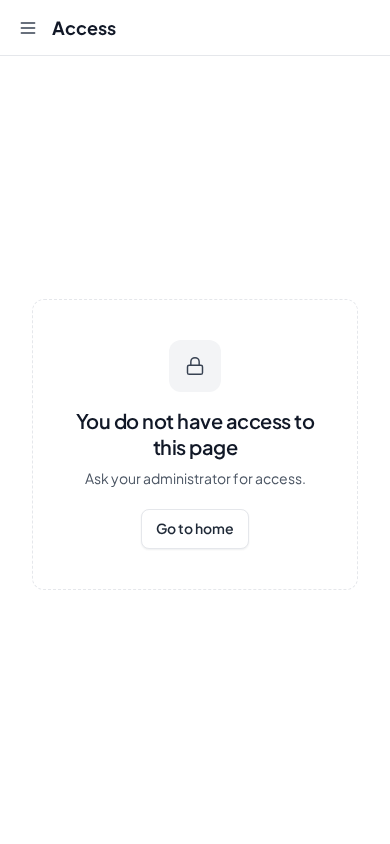 Access
You do not have access to
this page
Ask your administrator for access.
Go to home